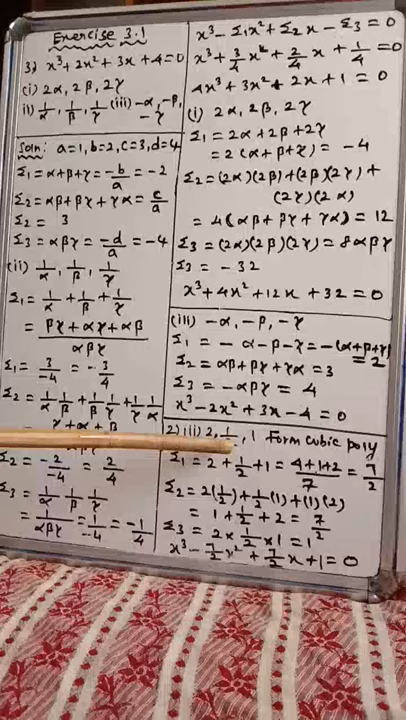 Exercise 3.1
3) x³ + 2x² + 3x + 4 = 0
(i) 2α, 2β, 2γ
ii) 1/α, 1/β, 1/γ (iii) -α, -β, -γ
Soln: a=1, b=2, c=3, d=4
Σ1 = α+β+γ = -b/a = -2
Σ2 = αβ+βγ+γα = c/a
Σ2 = 3
Σ3 = αβγ = -d/a = -4
(ii) 1/α, 1/β, 1/γ
Σ1 = 1/α + 1/β + 1/γ
= βγ+αγ+αβ / αβγ
Σ1 = 3/-4 = -3/4
Σ2 = 1/α 1/β + 1/β 1/γ + 1/γ 1/α
γ+α+β
Σ2 = -2/-4 = 2/4
Σ3 = 1/α 1/β 1/γ
= 1/αβγ = 1/-4 = -1/4
x³ - Σ1x² + Σ2x - Σ3 = 0
x³ + 3/4 x² + 2/4 x + 1/4 = 0
4x³ + 3x² + 2x + 1 = 0
(i) 2α, 2β, 2γ
Σ1 = 2α + 2β + 2γ
= 2(α+β+γ) = -4
Σ2 = (2α)(2β) + (2β)(2γ) +
(2γ)(2α)
= 4(αβ+βγ+γα) = 12
Σ3 = (2α)(2β)(2γ) = 8αβγ
Σ3 = -32
x³ + 4x² + 12x + 32 = 0
(iii) -α, -β, -γ
Σ1 = -α-β-γ = -(α+β+γ)
= 2
Σ2 = αβ+βγ+γα = 3
Σ3 = -αβγ = 4
x³ - 2x² + 3x - 4 = 0
2) iii) 2, 1/2, 1 Form cubic poly
Σ1 = 2 + 1/2 + 1 = 4+1+2/7 = 7/2
Σ2 = 2(1/2) + 1/2(1) + (1)(2)
= 1 + 1/2 + 2 = 7/2
Σ3 = 2 × 1/2 × 1 = 1
x³ - 7/2 x² + 7/2 x + 1 = 0